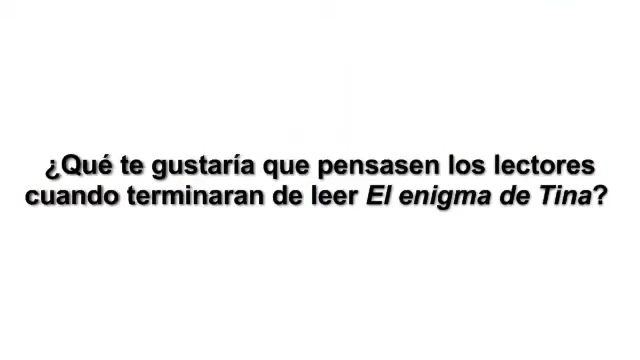 ¿Qué te gustaría que pensasen los lectores
cuando terminaran de leer El enigma de Tina?